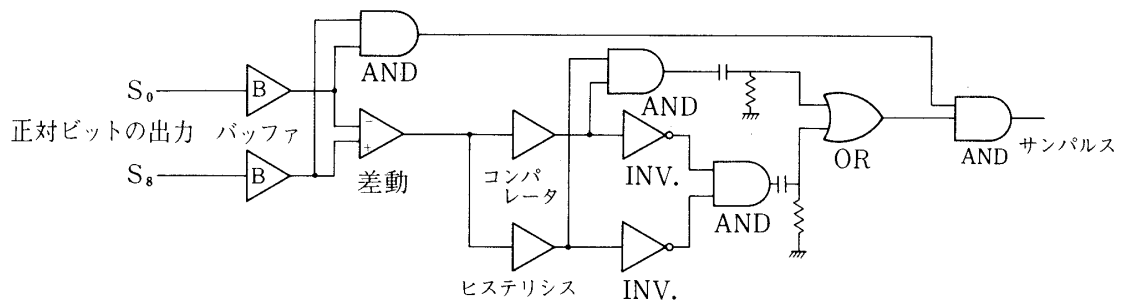 AND
S₀
B
AND
正対ビットの出力 バッファ
−
+
OR
AND
サンパルス
S₈
B
差動
コンパ
レータ
INV.
AND
ヒステリシス
INV.